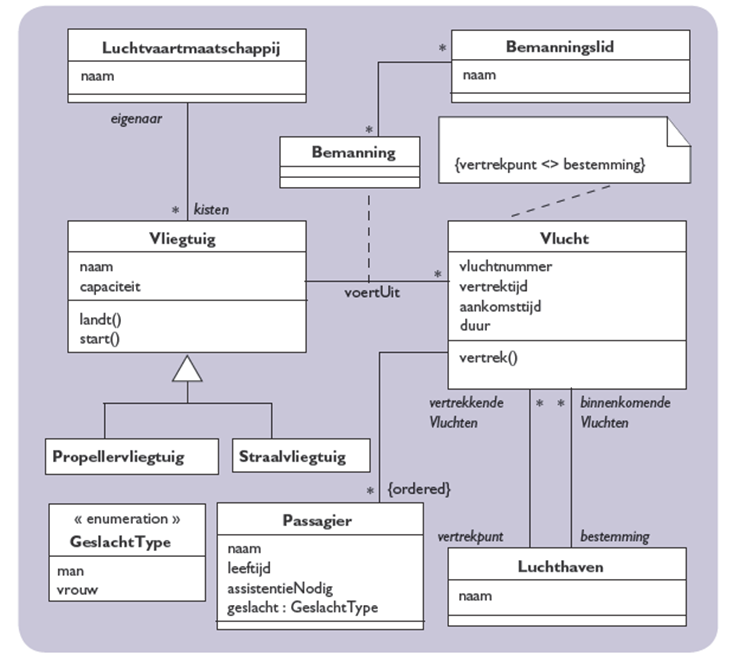 Luchtvaartmaatschappij
naam
eigenaar
*
Bemanningslid
naam
*
Bemanning
{vertrekpunt <> bestemming}
* kisten
Vliegtuig
naam
capaciteit
landt()
start()
voertUit
*
Vlucht
vluchtnummer
vertrektijd
aankomsttijd
duur
vertrek()
vertrekkende
Vluchten
* *
binnenkomende
Vluchten
Propellervliegtuig
Straalvliegtuig
* {ordered}
« enumeration »
GeslachtType
man
vrouw
Passagier
naam
leeftijd
assistentieNodig
geslacht : GeslachtType
vertrekpunt
bestemming
Luchthaven
naam